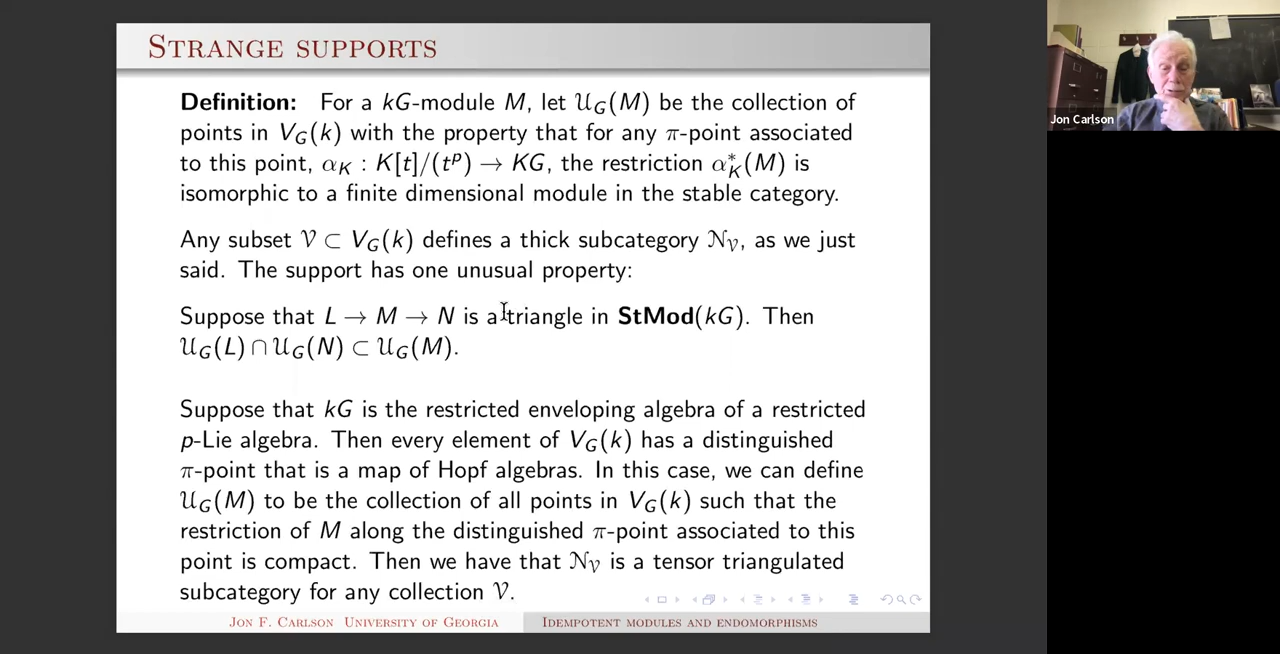 STRANGE SUPPORTS
Definition: For a kG-module M, let 𝒰_G(M) be the collection of
points in V_G(k) with the property that for any π-point associated
to this point, α_K : K[t]/(t^p) → KG, the restriction α*_K(M) is
isomorphic to a finite dimensional module in the stable category.
Any subset 𝒱 ⊂ V_G(k) defines a thick subcategory 𝒩_𝒱, as we just
said. The support has one unusual property:
Suppose that L → M → N is a triangle in StMod(kG). Then
𝒰_G(L) ∩ 𝒰_G(N) ⊂ 𝒰_G(M).
Suppose that kG is the restricted enveloping algebra of a restricted
p-Lie algebra. Then every element of V_G(k) has a distinguished
π-point that is a map of Hopf algebras. In this case, we can define
𝒰_G(M) to be the collection of all points in V_G(k) such that the
restriction of M along the distinguished π-point associated to this
point is compact. Then we have that 𝒩_𝒱 is a tensor triangulated
subcategory for any collection 𝒱.
JON F. CARLSON UNIVERSITY OF GEORGIA
IDEMPOTENT MODULES AND ENDOMORPHISMS
Jon Carlson